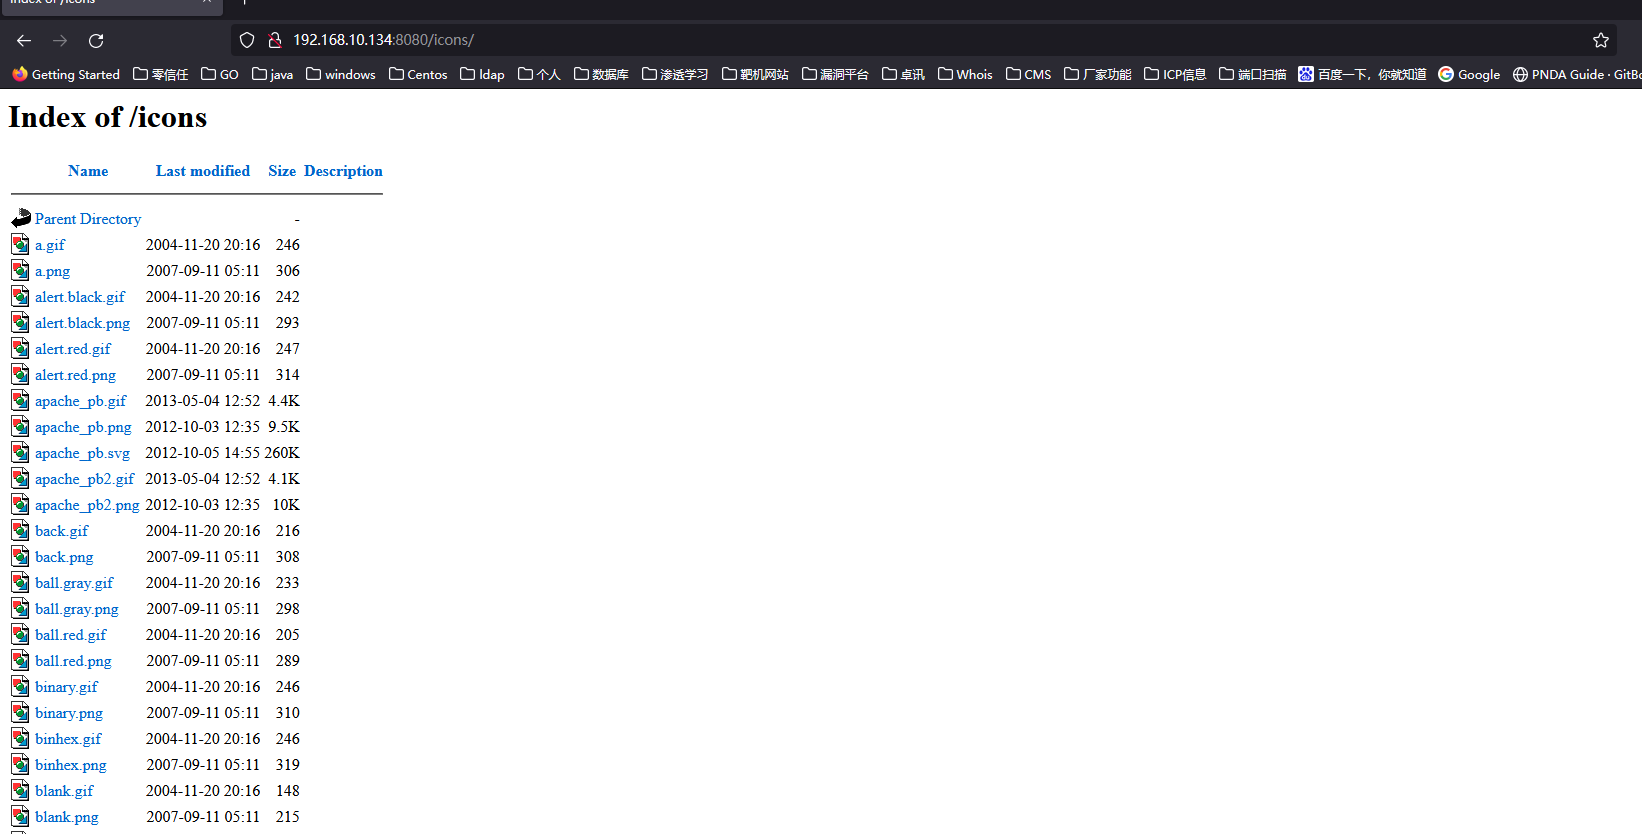 Index of /icons
192.168.10.134:8080/icons/
Getting Started 零信任 GO java windows Centos ldap 个人 数据库 渗透学习 靶机网站 漏洞平台 卓讯 Whois CMS 厂家功能 ICP信息 端口扫描 百度一下，你就知道 Google PNDA Guide · GitBo
Index of /icons
Name Last modified Size Description
Parent Directory -
a.gif 2004-11-20 20:16 246
a.png 2007-09-11 05:11 306
alert.black.gif 2004-11-20 20:16 242
alert.black.png 2007-09-11 05:11 293
alert.red.gif 2004-11-20 20:16 247
alert.red.png 2007-09-11 05:11 314
apache_pb.gif 2013-05-04 12:52 4.4K
apache_pb.png 2012-10-03 12:35 9.5K
apache_pb.svg 2012-10-05 14:55 260K
apache_pb2.gif 2013-05-04 12:52 4.1K
apache_pb2.png 2012-10-03 12:35 10K
back.gif 2004-11-20 20:16 216
back.png 2007-09-11 05:11 308
ball.gray.gif 2004-11-20 20:16 233
ball.gray.png 2007-09-11 05:11 298
ball.red.gif 2004-11-20 20:16 205
ball.red.png 2007-09-11 05:11 289
binary.gif 2004-11-20 20:16 246
binary.png 2007-09-11 05:11 310
binhex.gif 2004-11-20 20:16 246
binhex.png 2007-09-11 05:11 319
blank.gif 2004-11-20 20:16 148
blank.png 2007-09-11 05:11 215